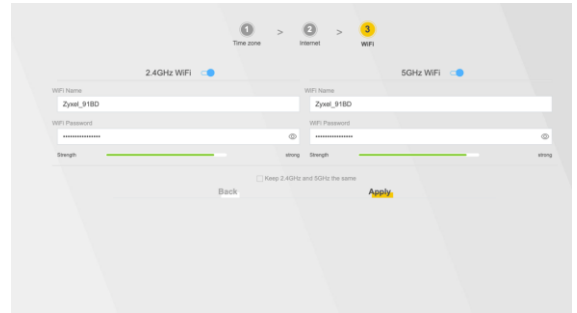 1 > 2 > 3
Time zone Internet WiFi
2.4GHz WiFi 5GHz WiFi
WiFi Name WiFi Name
Zyxel_91BD Zyxel_91BD
WiFi Password WiFi Password
•••••••••••••••• ••••••••••••••••
Strength strong Strength strong
Keep 2.4GHz and 5GHz the same
Back Apply